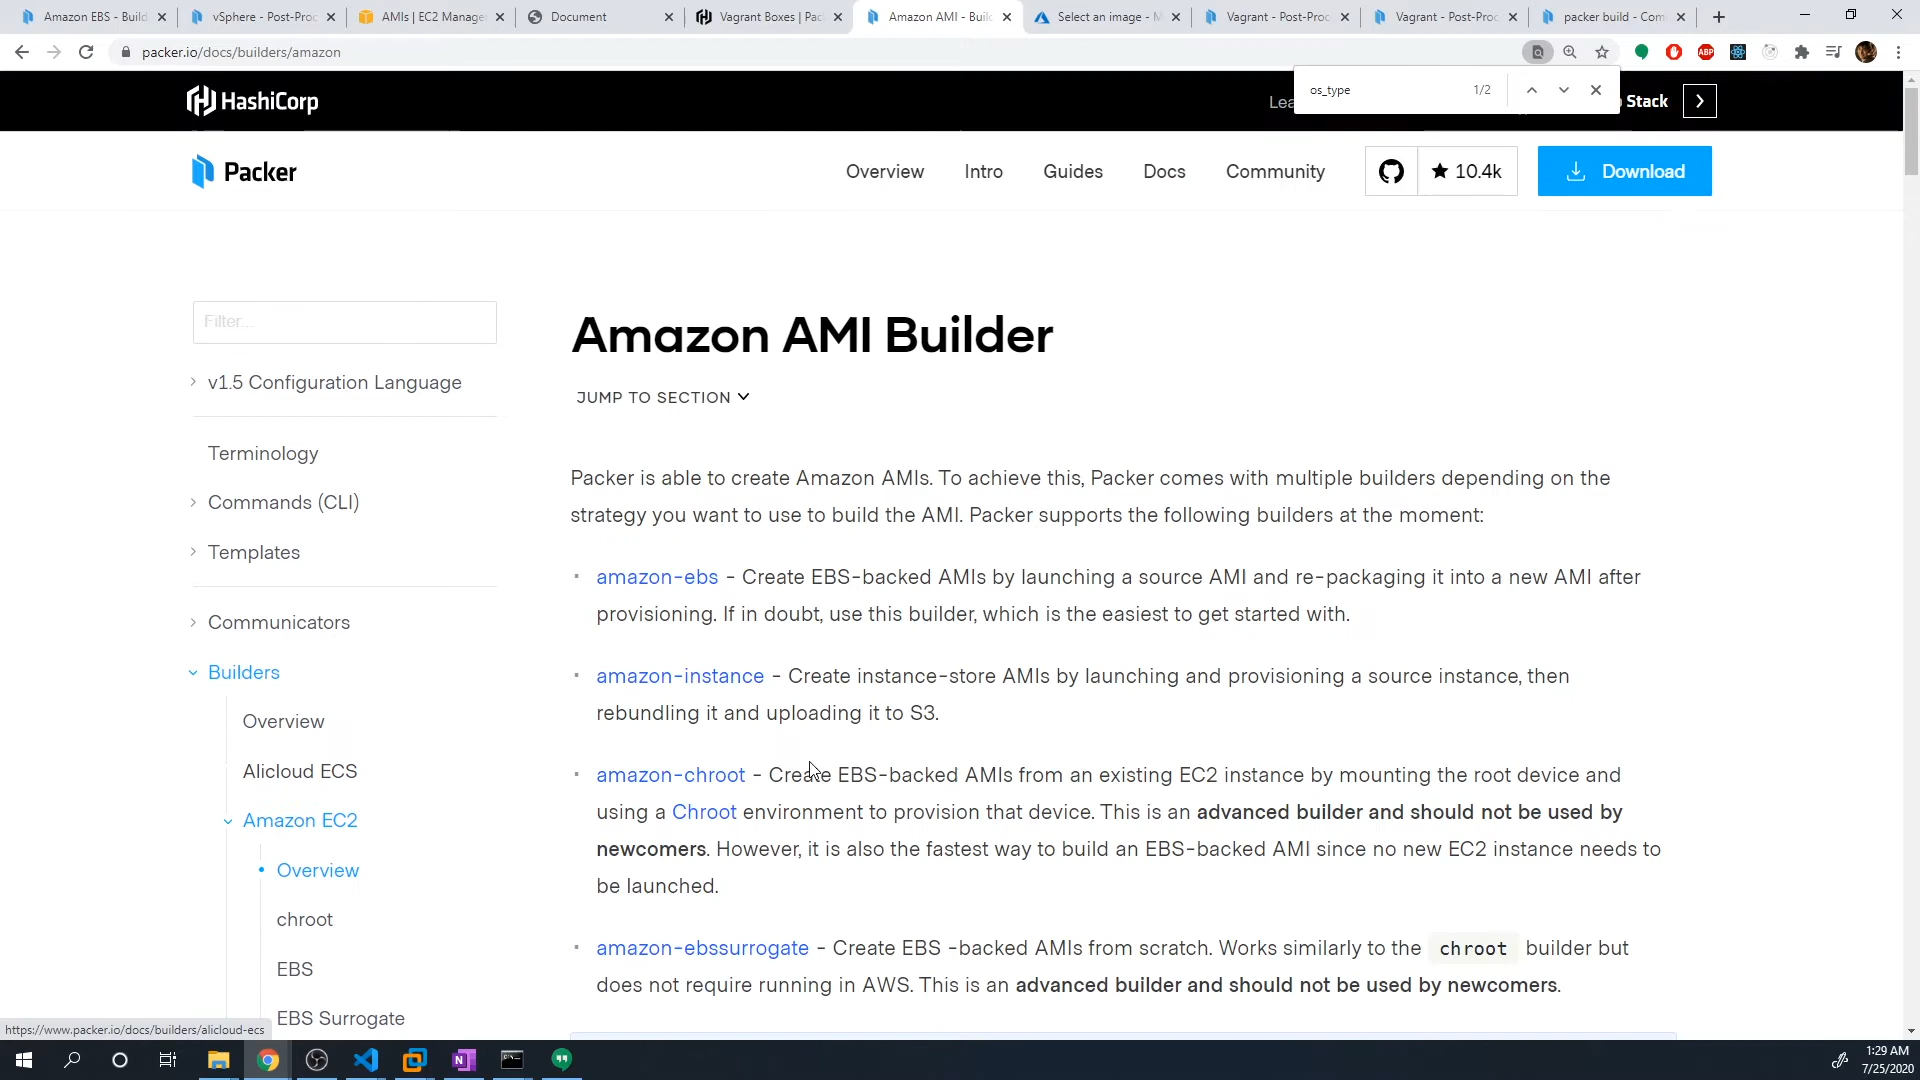 Amazon EBS - Build
vSphere - Post-Proc
AMIs | EC2 Manage
Document
Vagrant Boxes | Pac
Amazon AMI - Buil
Select an image - M
Vagrant - Post-Proc
Vagrant - Post-Proc
packer build - Com
packer.io/docs/builders/amazon
ABP
os_type
1/2
HashiCorp
Lea
Stack
Packer
Overview
Intro
Guides
Docs
Community
10.4k
Download
Filter...
v1.5 Configuration Language
Terminology
Commands (CLI)
Templates
Communicators
Builders
Overview
Alicloud ECS
Amazon EC2
Overview
chroot
EBS
EBS Surrogate
Amazon AMI Builder
JUMP TO SECTION
Packer is able to create Amazon AMIs. To achieve this, Packer comes with multiple builders depending on the
strategy you want to use to build the AMI. Packer supports the following builders at the moment:
amazon-ebs - Create EBS-backed AMIs by launching a source AMI and re-packaging it into a new AMI after
provisioning. If in doubt, use this builder, which is the easiest to get started with.
amazon-instance - Create instance-store AMIs by launching and provisioning a source instance, then
rebundling it and uploading it to S3.
amazon-chroot - Create EBS-backed AMIs from an existing EC2 instance by mounting the root device and
using a Chroot environment to provision that device. This is an advanced builder and should not be used by
newcomers. However, it is also the fastest way to build an EBS-backed AMI since no new EC2 instance needs to
be launched.
amazon-ebssurrogate - Create EBS -backed AMIs from scratch. Works similarly to the chroot builder but
does not require running in AWS. This is an advanced builder and should not be used by newcomers.
https://www.packer.io/docs/builders/alicloud-ecs
1:29 AM
7/25/2020